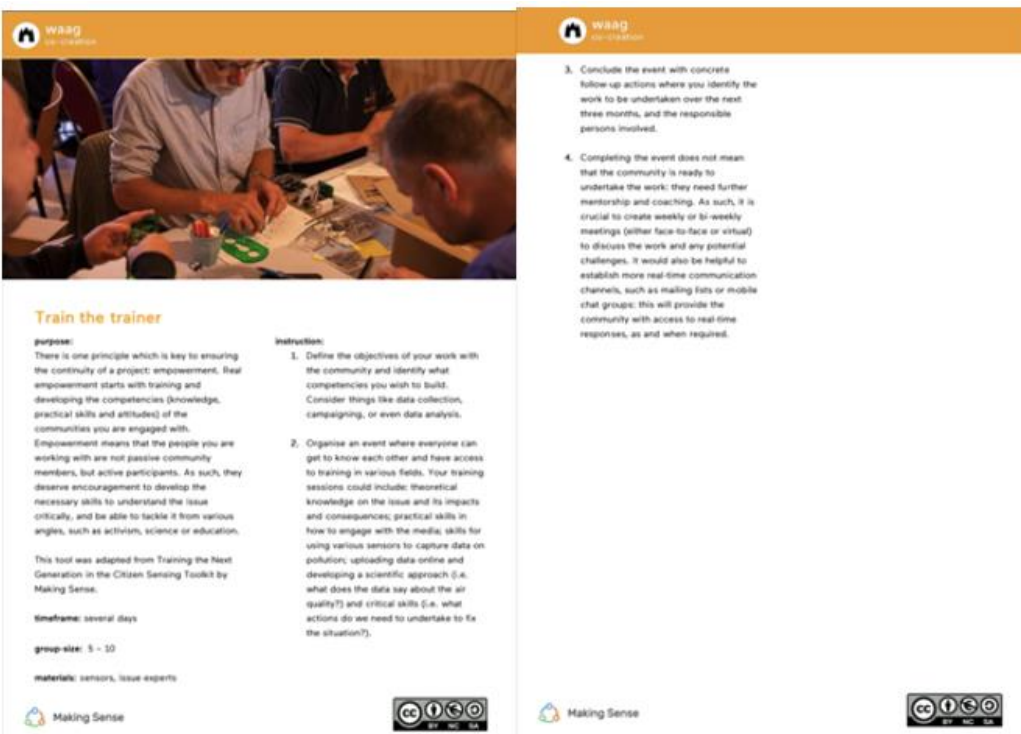 waag
co-creation
Train the trainer
purpose:
There is one principle which is key to ensuring
the continuity of a project: empowerment. Real
empowerment starts with training and
developing the competencies (knowledge,
practical skills and attitudes) of the
communities you are engaged with.
Empowerment means that the people you are
working with are not passive community
members, but active participants. As such, they
deserve encouragement to develop the
necessary skills to understand the issue
critically, and be able to tackle it from various
angles, such as activism, science or education.
This tool was adapted from Training the Next
Generation in the Citizen Sensing Toolkit by
Making Sense.
timeframe: several days
group-size: 5 – 10
materials: sensors, issue experts
instruction:
1. Define the objectives of your work with
the community and identify what
competencies you wish to build.
Consider things like data collection,
campaigning, or even data analysis.
2. Organise an event where everyone can
get to know each other and have access
to training in various fields. Your training
sessions could include: theoretical
knowledge on the issue and its impacts
and consequences; practical skills in
how to engage with the media; skills for
using various sensors to capture data on
pollution; uploading data online and
developing a scientific approach (i.e.
what does the data say about the air
quality?) and critical skills (i.e. what
actions do we need to undertake to fix
the situation?).
Making Sense
CC BY NC SA
waag
co-creation
3. Conclude the event with concrete
follow up actions where you identify the
work to be undertaken over the next
three months, and the responsible
persons involved.
4. Completing the event does not mean
that the community is ready to
undertake the work: they need further
mentorship and coaching. As such, it is
crucial to create weekly or bi-weekly
meetings (either face-to-face or virtual)
to discuss the work and any potential
challenges. It would also be helpful to
establish more real-time communication
channels, such as mailing lists or mobile
chat groups: this will provide the
community with access to real-time
responses, as and when required.
Making Sense
CC BY NC SA